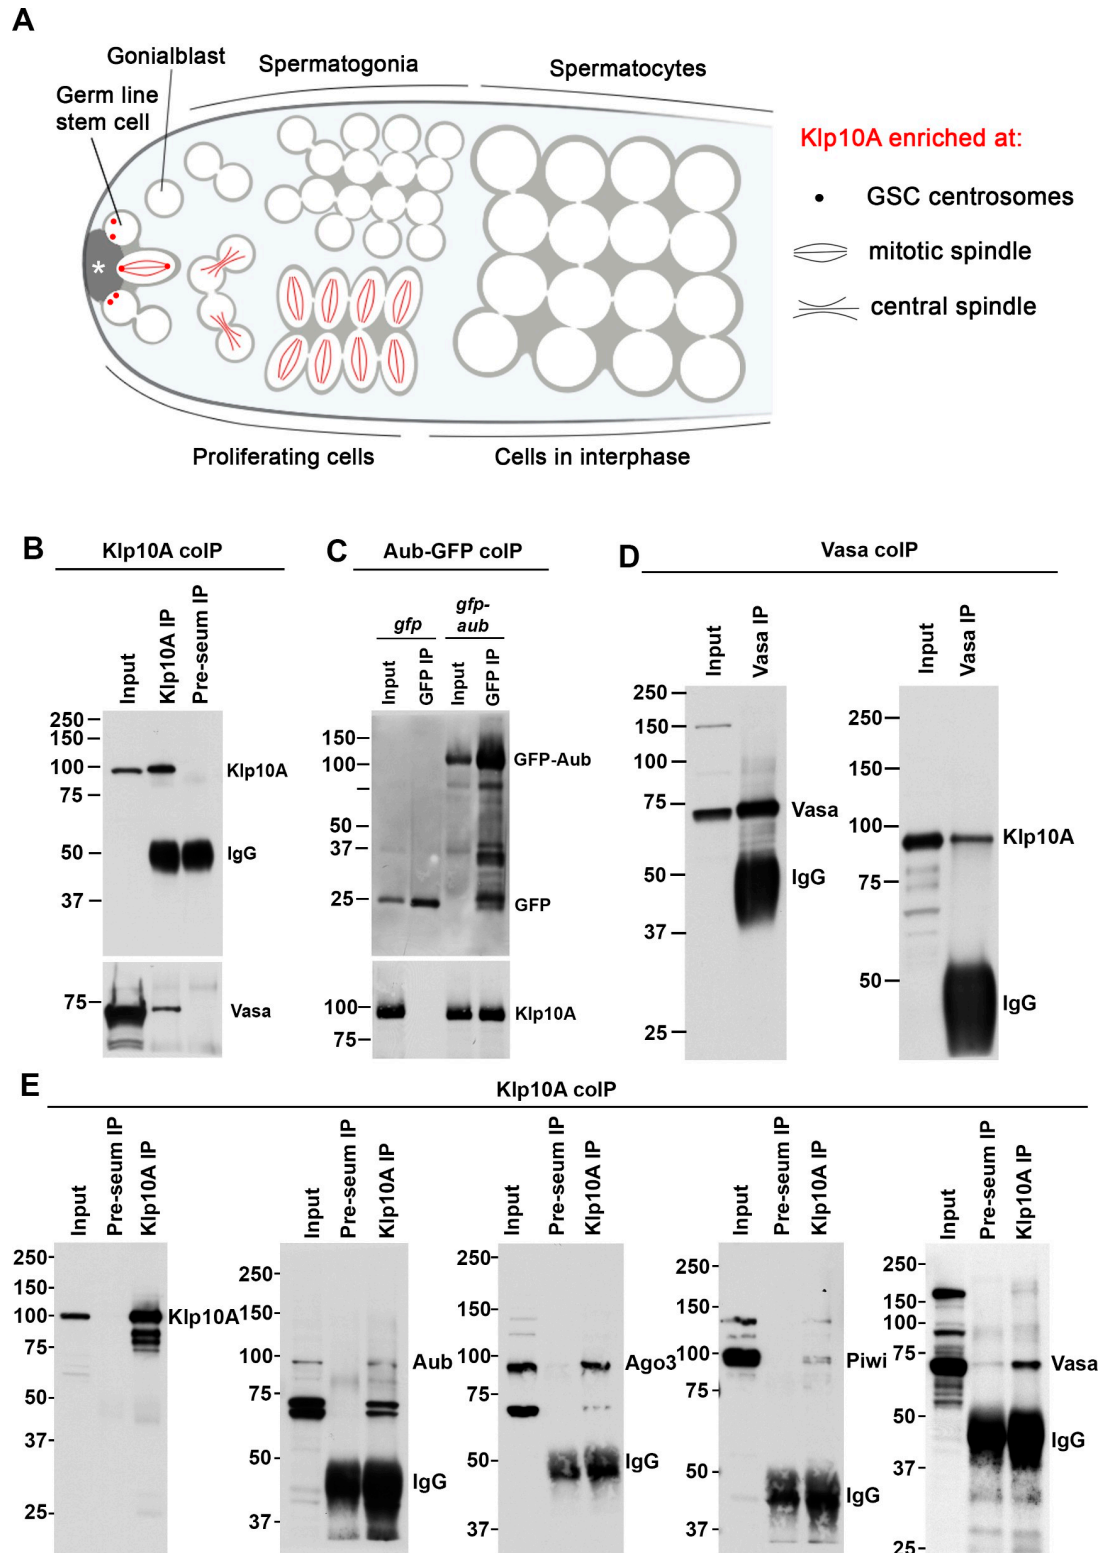 A
Gonialblast
Spermatogonia
Spermatocytes
Germ line
stem cell
Klp10A enriched at:
GSC centrosomes
mitotic spindle
central spindle
*
Proliferating cells
Cells in interphase
B
Klp10A coIP
Input
Klp10A IP
Pre-seum IP
250
150
100
75
50
37
Klp10A
IgG
75
Vasa
C
Aub-GFP coIP
gfp
gfp-
aub
Input
GFP IP
Input
GFP IP
150
100
50
37
25
GFP-Aub
GFP
100
75
Klp10A
D
Vasa coIP
Input
Vasa IP
250
150
100
75
50
37
25
Vasa
IgG
Input
Vasa IP
250
150
100
75
50
Klp10A
IgG
E
Klp10A coIP
Input
Pre-seum IP
Klp10A IP
250
150
100
75
50
37
25
Klp10A
Input
Pre-seum IP
Klp10A IP
250
150
100
75
50
37
Aub
IgG
Input
Pre-seum IP
Klp10A IP
250
150
100
75
50
37
Ago3
IgG
Input
Pre-seum IP
Klp10A IP
250
150
100
75
50
37
Piwi
IgG
Input
Pre-seum IP
Klp10A IP
250
150
100
75
50
37
25
Vasa
IgG